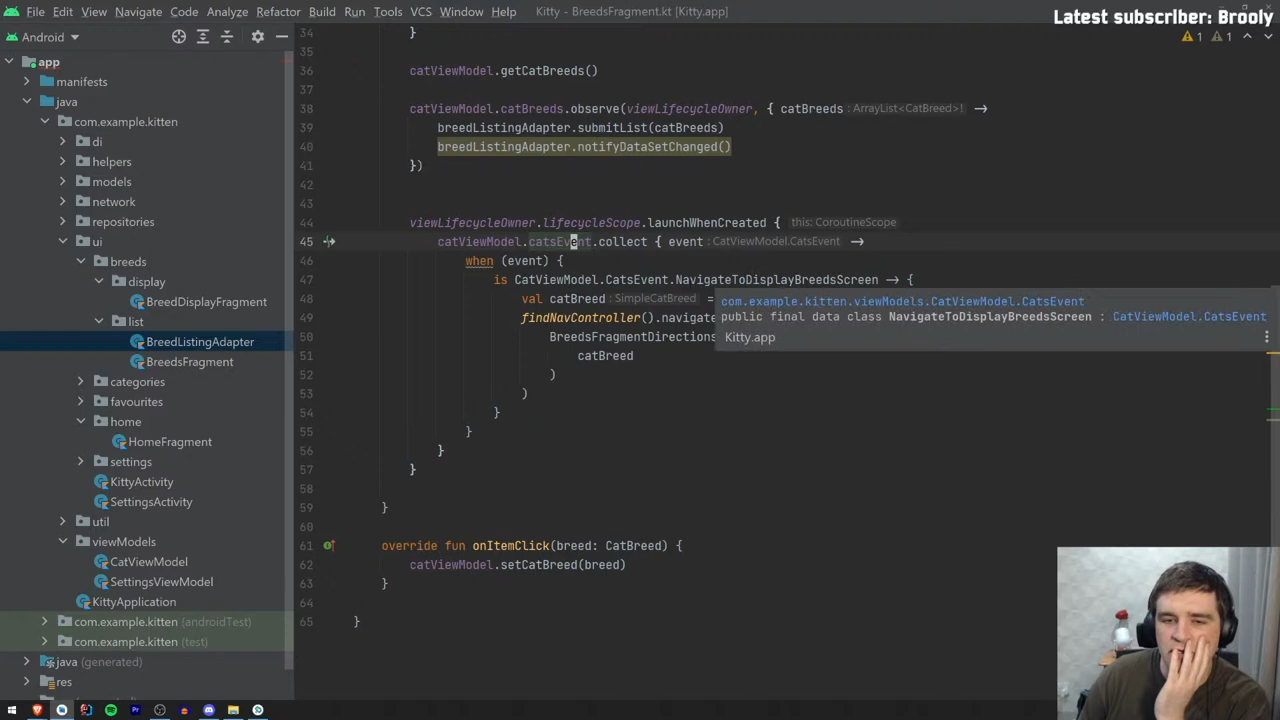 File Edit View Navigate Code Analyze Refactor Build Run Tools VCS Window Help Kitty - BreedsFragment.kt [Kitty.app]
Latest subscriber: Brooly
Android
1 1
app
manifests
java
com.example.kitten
di
helpers
models
network
repositories
ui
breeds
display
BreedDisplayFragment
list
BreedListingAdapter
BreedsFragment
categories
favourites
home
HomeFragment
settings
KittyActivity
SettingsActivity
util
viewModels
CatViewModel
SettingsViewModel
KittyApplication
com.example.kitten (androidTest)
com.example.kitten (test)
java (generated)
res
34 }
35
36 catViewModel.getCatBreeds()
37
38 catViewModel.catBreeds.observe(viewLifecycleOwner, { catBreeds : ArrayList<CatBreed>! ->
39 breedListingAdapter.submitList(catBreeds)
40 breedListingAdapter.notifyDataSetChanged()
41 })
42
43
44 viewLifecycleOwner.lifecycleScope.launchWhenCreated { this: CoroutineScope
45 catViewModel.catsEvent.collect { event : CatViewModel.CatsEvent ->
46 when (event) {
47 is CatViewModel.CatsEvent.NavigateToDisplayBreedsScreen -> {
48 val catBreed : SimpleCatBreed =
49 findNavController().navigate
50 BreedsFragmentDirections
51 catBreed
52 )
53 )
54 }
55 }
56 }
57 }
58
59 }
60
61 override fun onItemClick(breed: CatBreed) {
62 catViewModel.setCatBreed(breed)
63 }
64
65 }
com.example.kitten.viewModels.CatViewModel.CatsEvent
public final data class NavigateToDisplayBreedsScreen : CatViewModel.CatsEvent
Kitty.app